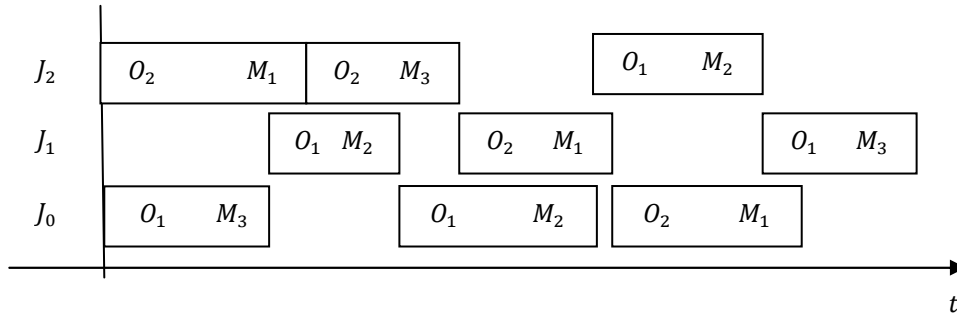 J₂ O₂ M₁ O₂ M₃ O₁ M₂
J₁ O₁ M₂ O₂ M₁ O₁ M₃
J₀ O₁ M₃ O₁ M₂ O₂ M₁
t